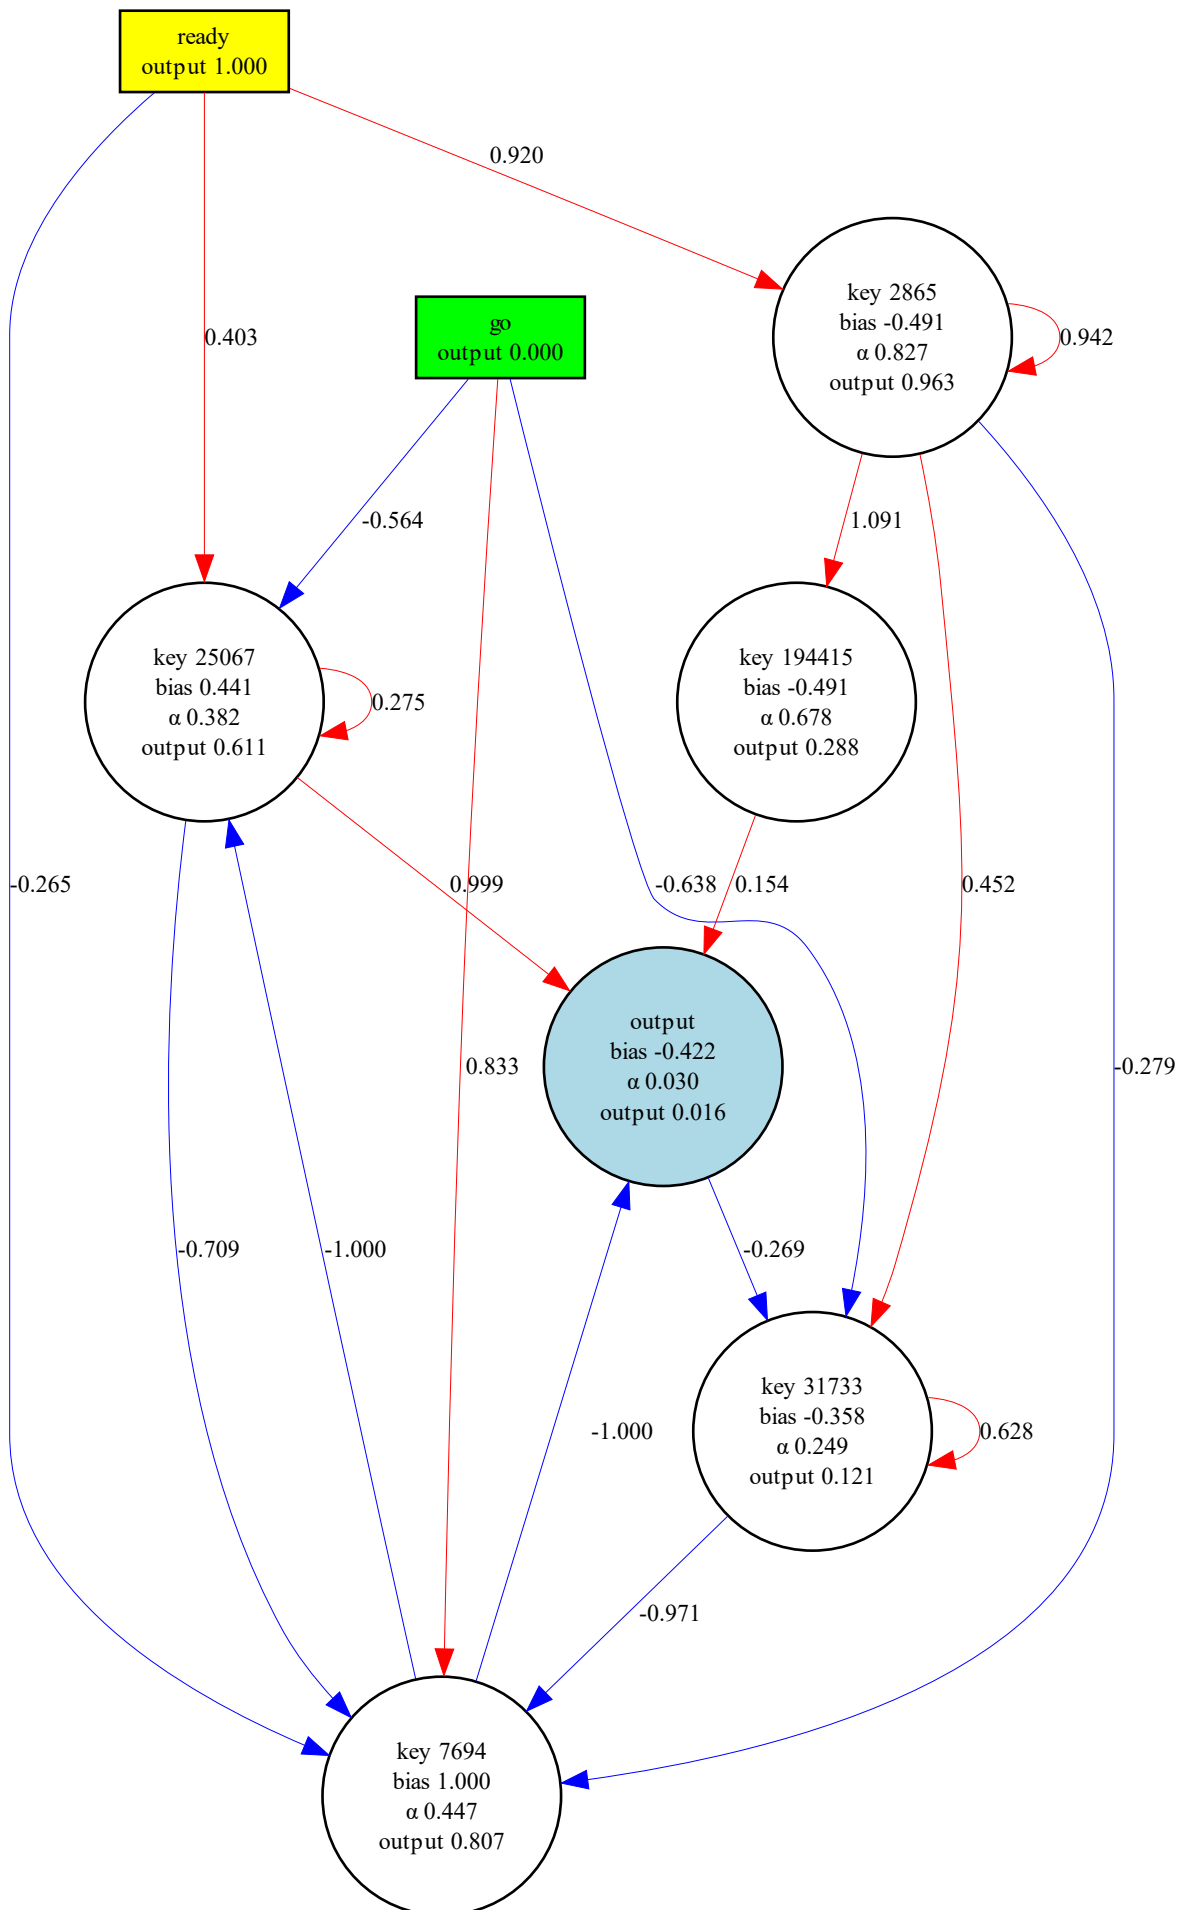 ready
output 1.000
0.920
key 2865
bias -0.491
α 0.827
output 0.963
0.942
go
output 0.000
0.403
-0.564
1.091
key 25067
bias 0.441
α 0.382
output 0.611
0.275
key 194415
bias -0.491
α 0.678
output 0.288
-0.265
0.999
-0.638
0.154
0.452
output
bias -0.422
α 0.030
output 0.016
0.833
-0.279
-0.709
-1.000
-0.269
key 31733
bias -0.358
α 0.249
output 0.121
-1.000
0.628
-0.971
key 7694
bias 1.000
α 0.447
output 0.807